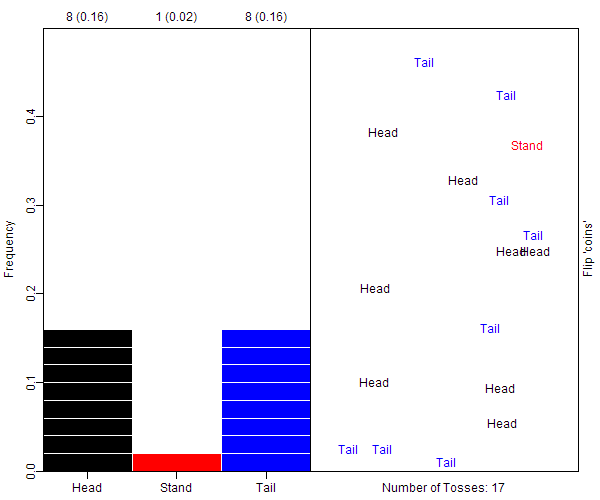 8 (0.16)
1 (0.02)
8 (0.16)
Frequency
0.4
0.3
0.2
0.1
0.0
Head
Stand
Tail
Tail
Tail
Head
Stand
Head
Tail
Tail
Head
Head
Head
Tail
Head
Head
Head
Tail
Tail
Tail
Number of Tosses: 17
Flip 'coins'